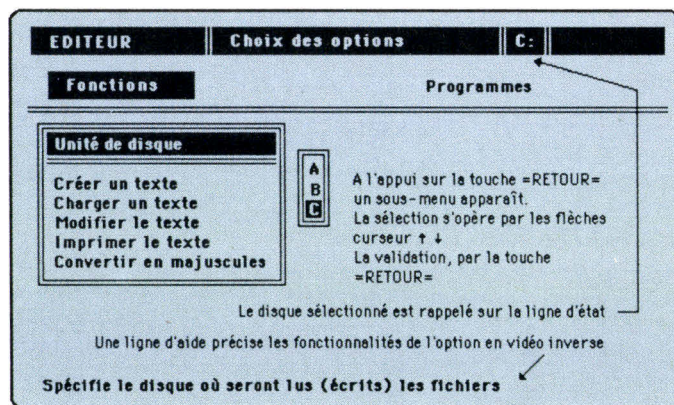 EDITEUR Choix des options C:
Fonctions Programmes
Unité de disque
Créer un texte
Charger un texte
Modifier le texte
Imprimer le texte
Convertir en majuscules
A
B
C
A l'appui sur la touche =RETOUR=
un sous-menu apparaît.
La sélection s'opère par les flèches
curseur ↑ ↓
La validation, par la touche
=RETOUR=
Le disque sélectionné est rappelé sur la ligne d'état
Une ligne d'aide précise les fonctionnalités de l'option en vidéo inverse
Spécifie le disque où seront lus (écrits) les fichiers